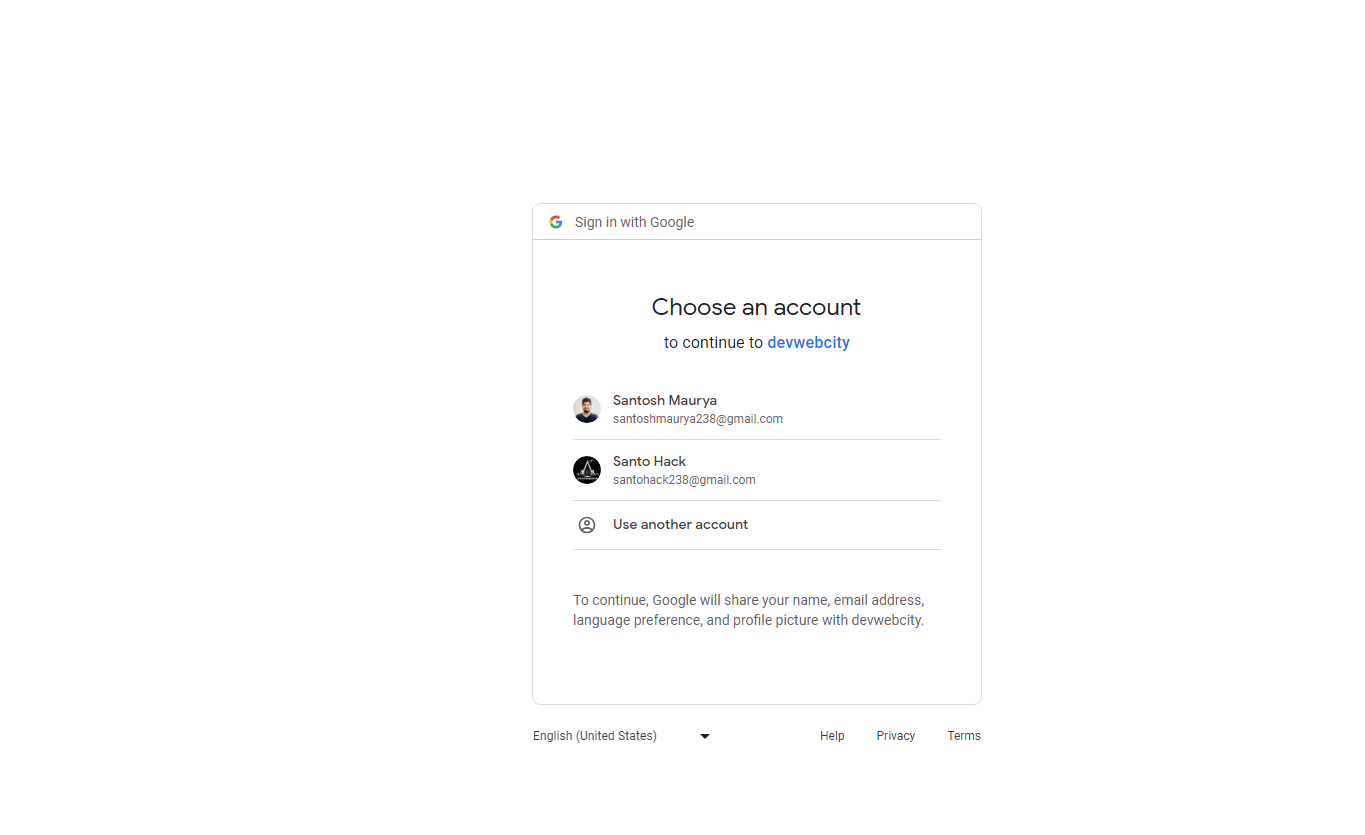 Sign in with Google
Choose an account
to continue to devwebcity
Santosh Maurya
santoshmaurya238@gmail.com
Santo Hack
santohack238@gmail.com
Use another account
To continue, Google will share your name, email address,
language preference, and profile picture with devwebcity.
English (United States) Help Privacy Terms